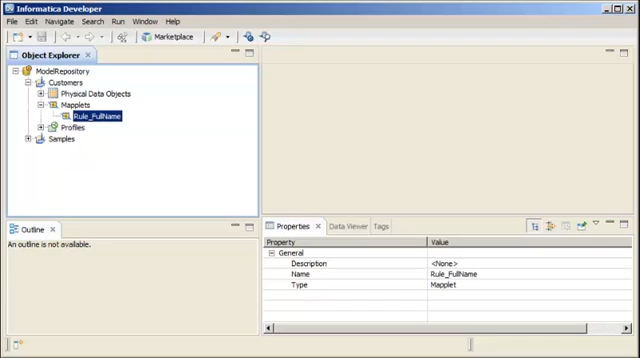 Informatica Developer
File Edit Navigate Search Run Window Help
Marketplace
Object Explorer
ModelRepository
Customers
Physical Data Objects
Mapplets
Rule_FullName
Profiles
Samples
Outline
An outline is not available.
Properties Data Viewer Tags
Property Value
General
Description <None>
Name Rule_FullName
Type Mapplet